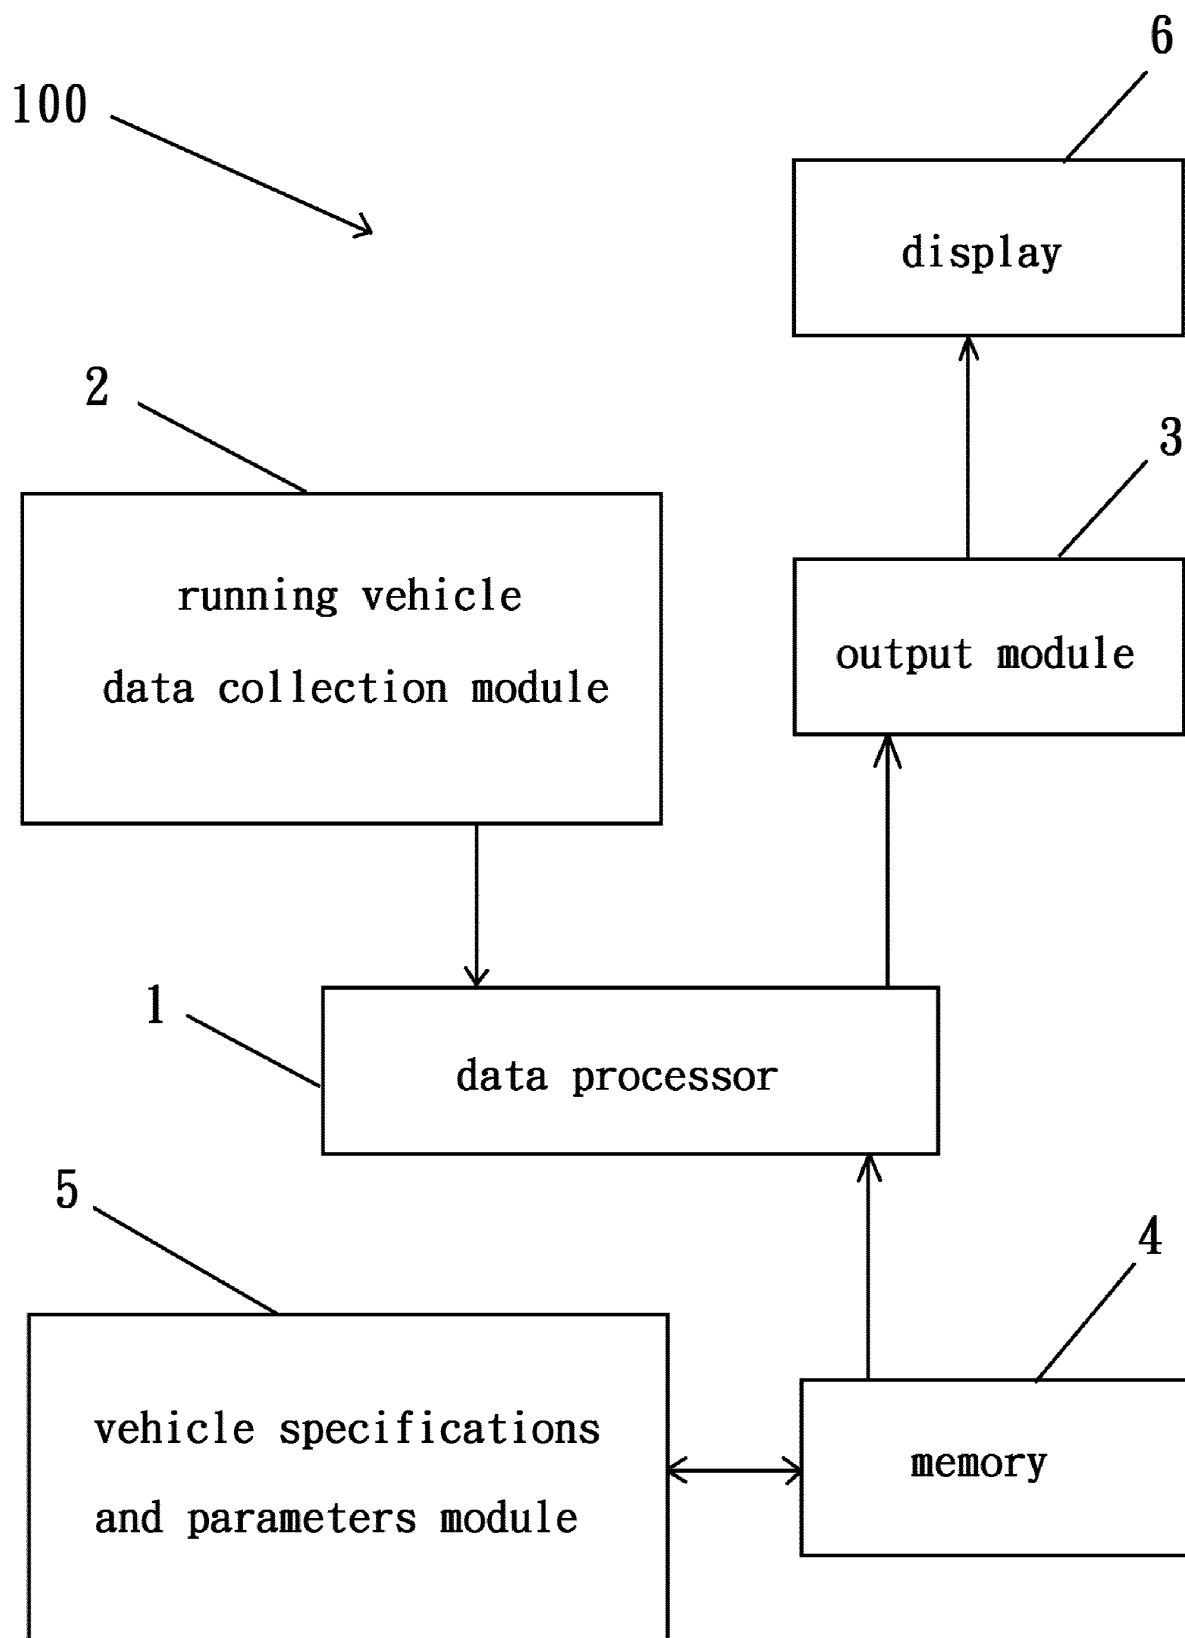 6
100
display
2
3
running vehicle
data collection module
output module
1
data processor
5
4
vehicle specifications
and parameters module
memory